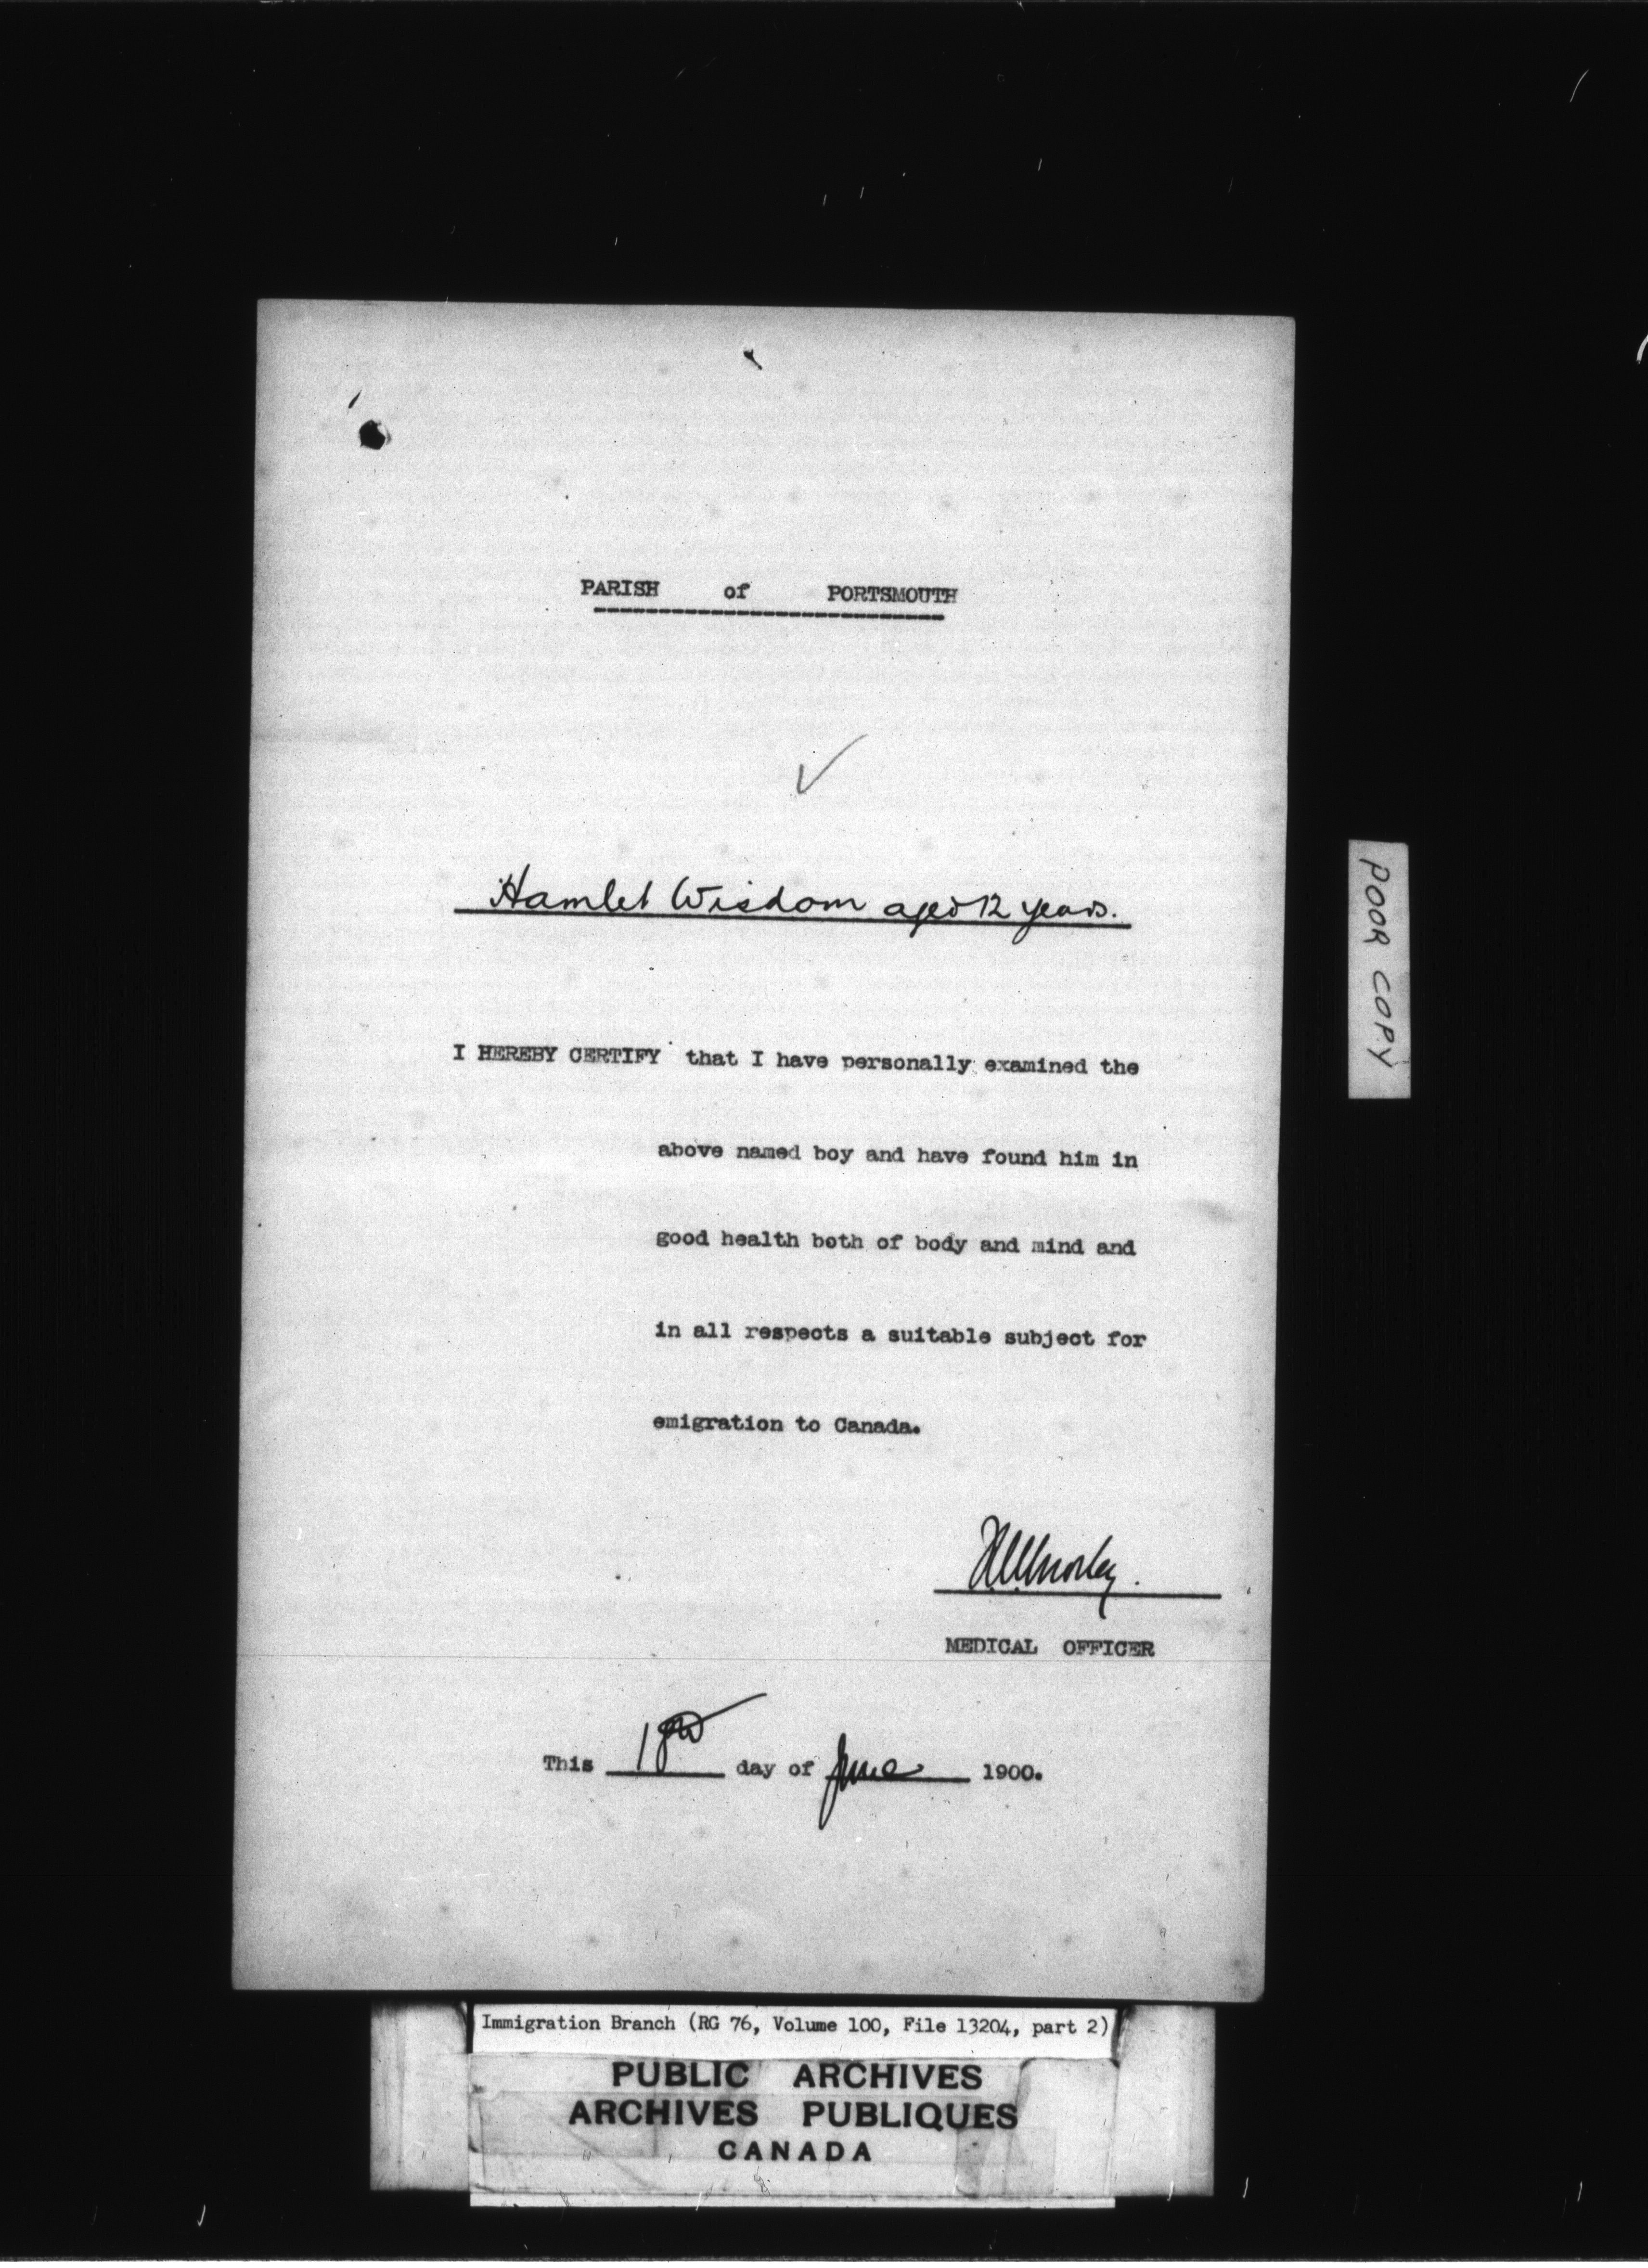 PARISH of PORTSMOUTH
Hamlet Wisdom aged 12 years.
I HEREBY CERTIFY that I have personally examined the
above named boy and have found him in
good health both of body and mind and
in all respects a suitable subject for
emigration to Canada.
MEDICAL OFFICER
This day of June 1900.
POOR COPY
Immigration Branch (RG 76, Volume 100, File 13204, part 2)
PUBLIC ARCHIVES
ARCHIVES PUBLIQUES
CANADA